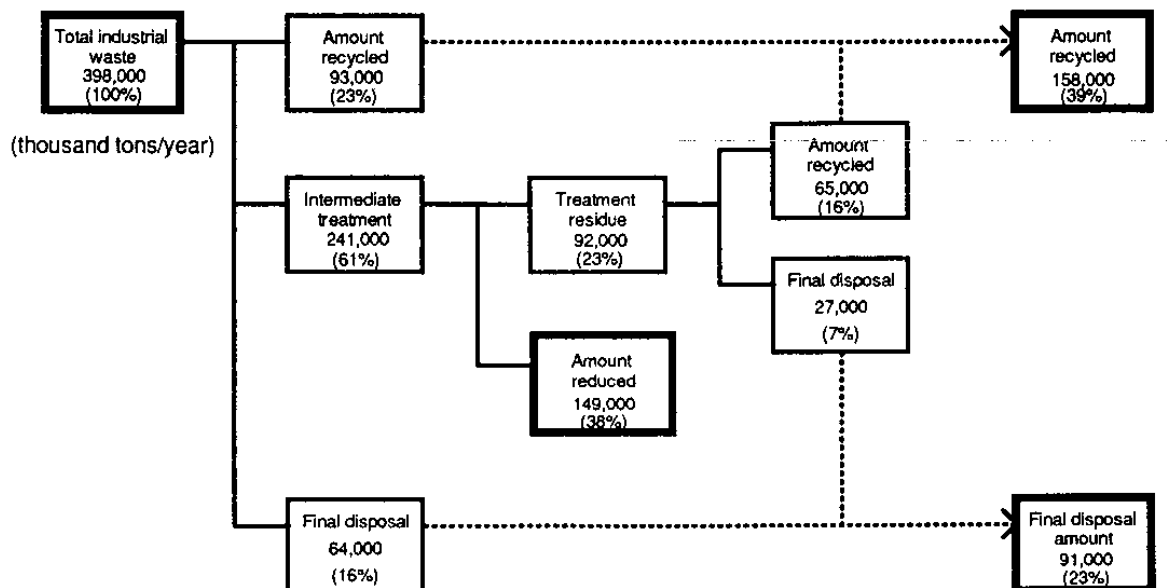 Total industrial
waste
398,000
(100%)
(thousand tons/year)
Amount
recycled
93,000
(23%)
Amount
recycled
158,000
(39%)
Intermediate
treatment
241,000
(61%)
Treatment
residue
92,000
(23%)
Amount
recycled
65,000
(16%)
Final disposal
27,000
(7%)
Amount
reduced
149,000
(38%)
Final disposal
64,000
(16%)
Final disposal
amount
91,000
(23%)